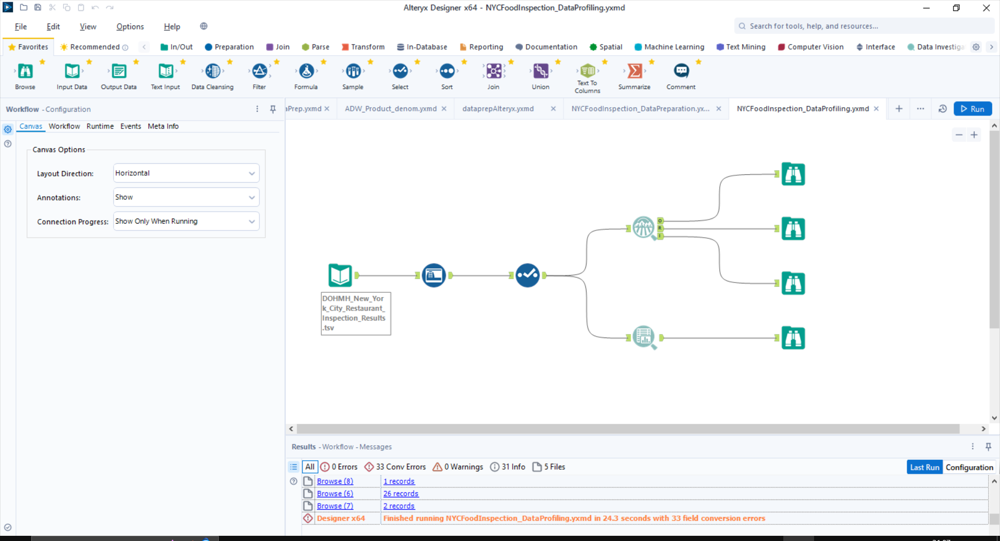 Alteryx Designer x64 - NYCFoodInspection_DataProfiling.yxmd
File Edit View Options Help
Search for tools, help, and resources...
Favorites Recommended In/Out Preparation Join Parse Transform In-Database Reporting Documentation Spatial Machine Learning Text Mining Computer Vision Interface Data Investiga
Browse Input Data Output Data Text Input Data Cleansing Filter Formula Sample Select Sort Join Union Text To Columns Summarize Comment
Workflow - Configuration
aPrep.yxmd ADW_Product_denom.yxmd dataprepAlteryx.yxmd NYCFoodInspection_DataPreparation.yx... NYCFoodInspection_DataProfiling.yxmd Run
Canvas Workflow Runtime Events Meta Info
Canvas Options
Layout Direction: Horizontal
Annotations: Show
Connection Progress: Show Only When Running
O
R
I
DOHMH_New_Yor
k_City_Restaurant_
Inspection_Results
.tsv
Results - Workflow - Messages
All 0 Errors 33 Conv Errors 0 Warnings 31 Info 5 Files Last Run Configuration
Browse (8) 1 records
Browse (6) 26 records
Browse (7) 2 records
Designer x64 Finished running NYCFoodInspection_DataProfiling.yxmd in 24.3 seconds with 33 field conversion errors